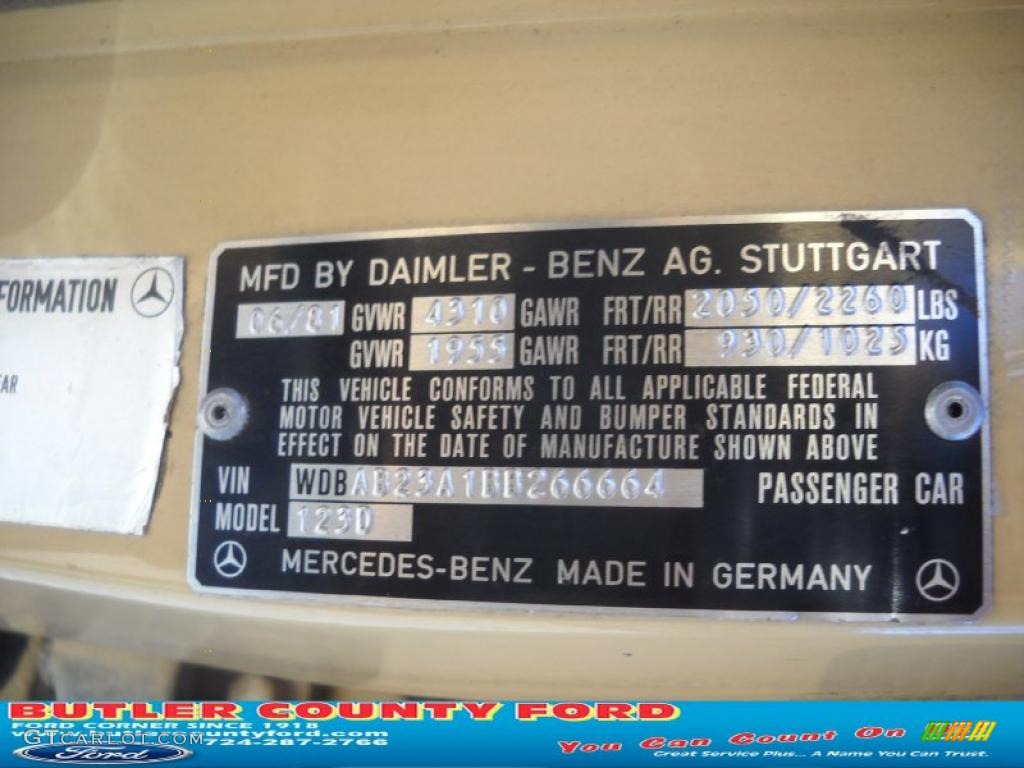 FORMATION
EAR
MFD BY DAIMLER - BENZ AG. STUTTGART
06/81 GVWR 4310 GAWR FRT/RR 2050/2260 LBS
GVWR 1955 GAWR FRT/RR 930/1025 KG
THIS VEHICLE CONFORMS TO ALL APPLICABLE FEDERAL
MOTOR VEHICLE SAFETY AND BUMPER STANDARDS IN
EFFECT ON THE DATE OF MANUFACTURE SHOWN ABOVE
VIN WDBAB23A1BB266664 PASSENGER CAR
MODEL 123D
MERCEDES-BENZ MADE IN GERMANY
BUTLER COUNTY FORD
FORD CORNER SINCE 1918
www.butlercountyford.com
GTCarLot.com
724-287-2766
Ford
You Can Count On
Great Service Plus... A Name You Can Trust.